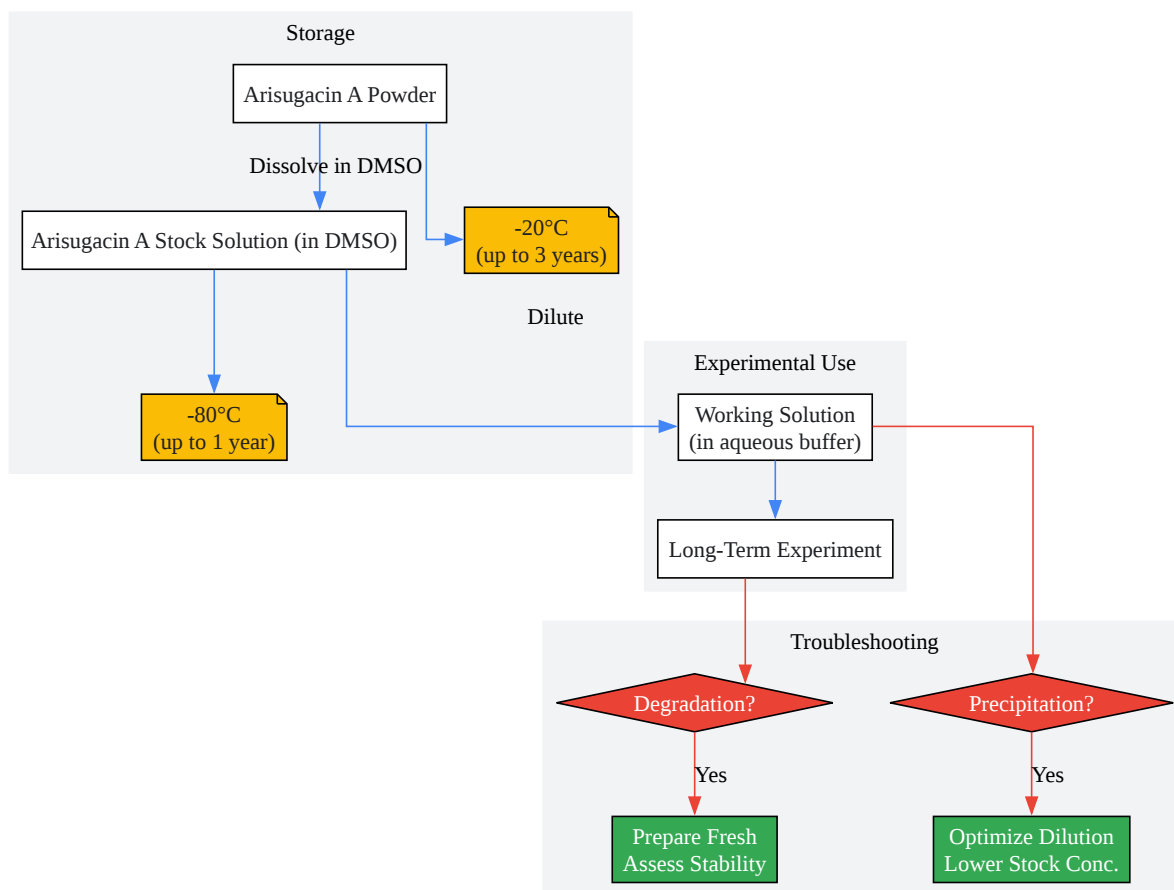 Storage
Arisugacin A Powder
Dissolve in DMSO
Arisugacin A Stock Solution (in DMSO)
-20°C
(up to 3 years)
Dilute
-80°C
(up to 1 year)
Experimental Use
Working Solution
(in aqueous buffer)
Long-Term Experiment
Troubleshooting
Degradation?
Precipitation?
Yes
Yes
Prepare Fresh
Assess Stability
Optimize Dilution
Lower Stock Conc.